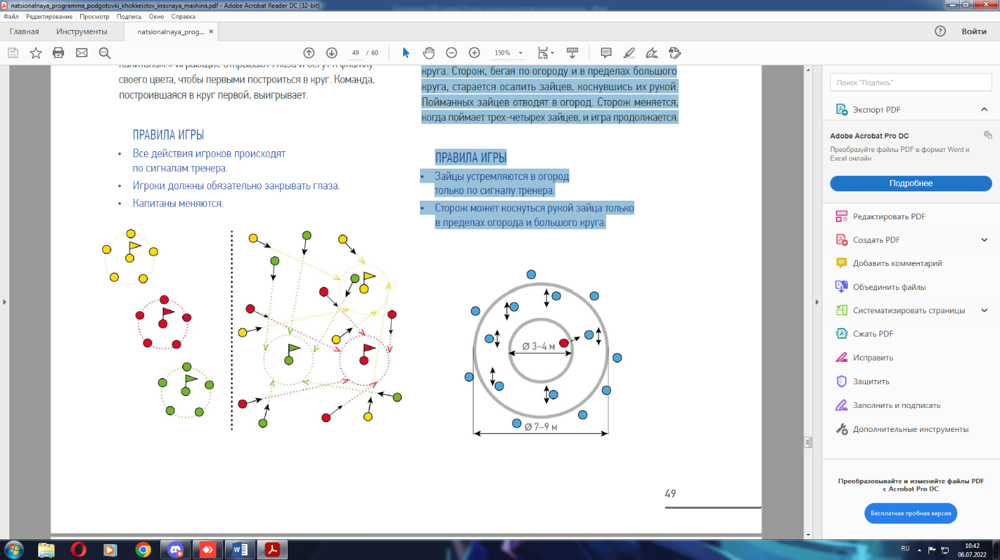 natsionalnaya_programma_podgotovki_khokkeistov_krasnaya_mashina.pdf - Adobe Acrobat Reader DC (32-bit)
Файл Редактирование Просмотр Подпись Окно Справка
Главная Инструменты natsionalnaya_prog... × Войти
49 / 60 150%
своего цвета, чтобы первыми построиться в круг. Команда,
построившаяся в круг первой, выигрывает.
ПРАВИЛА ИГРЫ
• Все действия игроков происходят
по сигналам тренера.
• Игроки должны обязательно закрывать глаза.
• Капитаны меняются.
круга. Сторож, бегая по огороду и в пределах большого
круга, старается осалить зайцев, коснувшись их рукой.
Пойманных зайцев отводят в огород. Сторож меняется,
когда поймает трех-четырех зайцев, и игра продолжается.
ПРАВИЛА ИГРЫ
• Зайцы устремляются в огород
только по сигналу тренера.
• Сторож может коснуться рукой зайца только
в пределах огорода и большого круга.
Ø 3–4 м
Ø 7–9 м
49
Поиск "Подпись"
Экспорт PDF
Adobe Acrobat Pro DC
Преобразуйте файлы PDF в формат Word и
Excel онлайн
Подробнее
Редактировать PDF
Создать PDF
Добавить комментарий
Объединить файлы
Систематизировать страницы
Сжать PDF
Исправить
Защитить
Заполнить и подписать
Дополнительные инструменты
Преобразовывайте и изменяйте файлы PDF
с Acrobat Pro DC
Бесплатная пробная версия
RU
10:42
06.07.2022